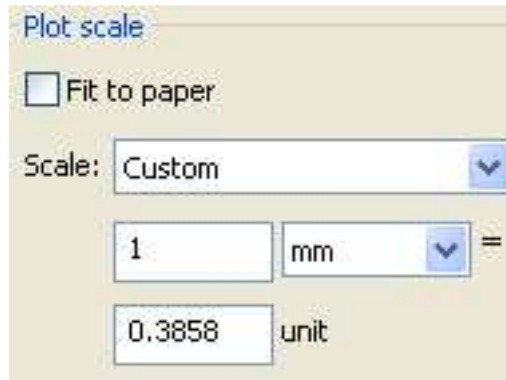 Plot scale
Fit to paper
Scale: Custom
1 mm =
0.3858 unit